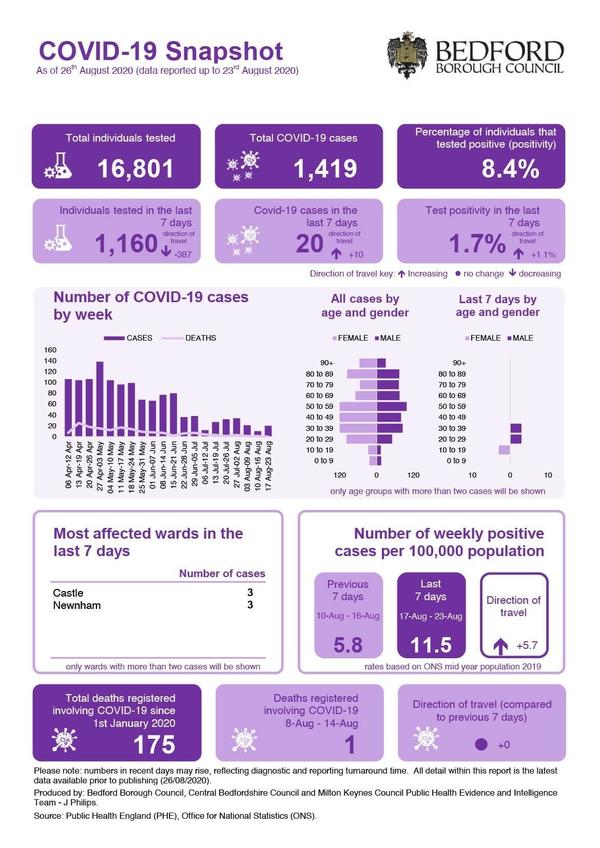 COVID-19 Snapshot
As of 26th August 2020 (data reported up to 23rd August 2020)
BEDFORD
BOROUGH COUNCIL
Total individuals tested
16,801
Total COVID-19 cases
1,419
Percentage of individuals that
tested positive (positivity)
8.4%
Individuals tested in the last
7 days
1,160
direction of
travel
-387
Covid-19 cases in the
last 7 days
20
direction of
travel
+10
Test positivity in the last
7 days
1.7%
direction of
travel
+1.1%
Direction of travel key: ↑ Increasing ● no change ↓ decreasing
Number of COVID-19 cases
by week
CASES DEATHS
160
140
120
100
80
60
40
20
0
06 Apr-12 Apr
13 Apr-19 Apr
20 Apr-26 Apr
27 Apr-03 May
04 May-10 May
11 May-17 May
18 May-24 May
25 May-31 May
01 Jun-07 Jun
08 Jun-14 Jun
15 Jun-21 Jun
22 Jun-28 Jun
29 Jun-05 Jul
06 Jul-12 Jul
13 Jul-19 Jul
20 Jul-26 Jul
27 Jul-02 Aug
03 Aug-09 Aug
10 Aug-16 Aug
17 Aug-23 Aug
All cases by
age and gender
FEMALE MALE
90+
80 to 89
70 to 79
60 to 69
50 to 59
40 to 49
30 to 39
20 to 29
10 to 19
0 to 9
120 0 120
Last 7 days by
age and gender
FEMALE MALE
90+
80 to 89
70 to 79
60 to 69
50 to 59
40 to 49
30 to 39
20 to 29
10 to 19
0 to 9
10 0 10
only age groups with more than two cases will be shown
Most affected wards in the
last 7 days
Number of cases
Castle 3
Newnham 3
only wards with more than two cases will be shown
Number of weekly positive
cases per 100,000 population
Previous
7 days
10-Aug - 16-Aug
5.8
Last
7 days
17-Aug - 23-Aug
11.5
Direction of
travel
+5.7
rates based on ONS mid year population 2019
Total deaths registered
involving COVID-19 since
1st January 2020
175
Deaths registered
involving COVID-19
8-Aug - 14-Aug
1
Direction of travel (compared
to previous 7 days)
+0
Please note: numbers in recent days may rise, reflecting diagnostic and reporting turnaround time. All detail within this report is the latest
data available prior to publishing (26/08/2020).
Produced by: Bedford Borough Council, Central Bedfordshire Council and Milton Keynes Council Public Health Evidence and Intelligence
Team - J Philips.
Source: Public Health England (PHE), Office for National Statistics (ONS).